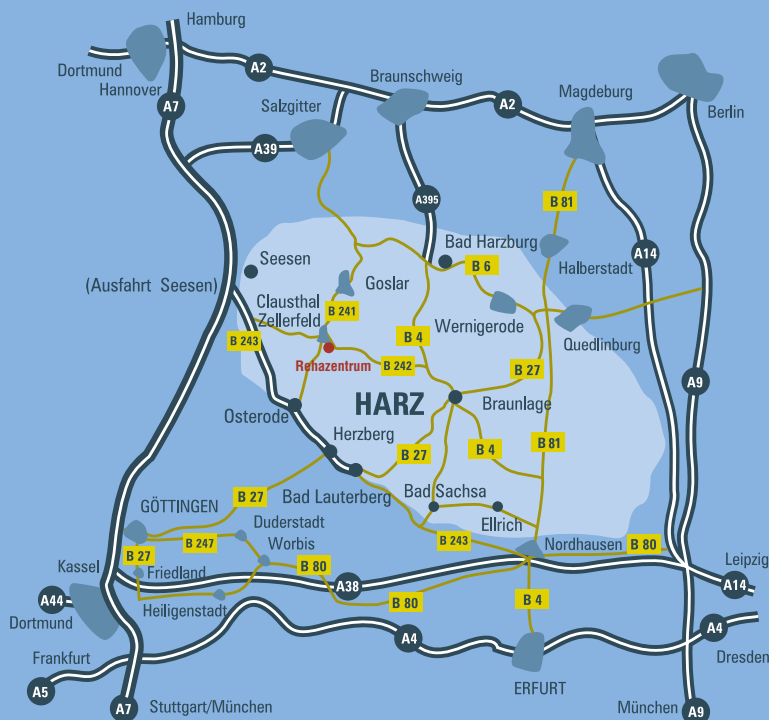 Hamburg
Dortmund
Hannover
A2
A7
Braunschweig
Salzgitter
A2
Magdeburg
Berlin
A39
A395
B 81
A14
Seesen
Bad Harzburg
B 6
Halberstadt
(Ausfahrt Seesen)
Goslar
Clausthal
Zellerfeld
B 241
Wernigerode
Quedlinburg
B 243
B 4
Rehazentrum
B 242
B 27
A9
HARZ
Braunlage
Osterode
Herzberg
B 27
B 4
B 81
Bad Lauterberg
Bad Sachsa
B 27
GÖTTINGEN
Duderstadt
Ellrich
B 247
B 243
Worbis
Nordhausen
B 80
B 27
Friedland
Kassel
B 80
A38
Leipzig
A14
A44
Heiligenstadt
B 80
B 4
Dortmund
A4
A4
Frankfurt
Dresden
A5
ERFURT
A7
Stuttgart/München
München
A9